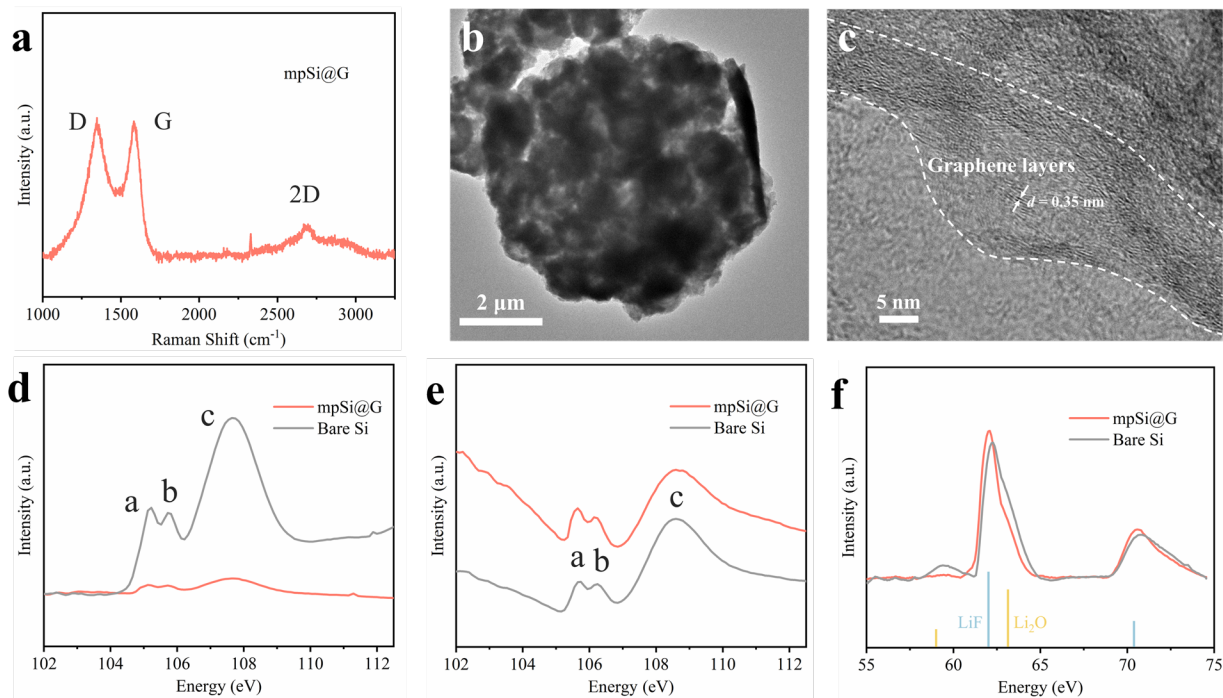 a
mpSi@G
D
G
2D
Intensity (a.u.)
1000
1500
2000
2500
3000
Raman Shift (cm⁻¹)
b
2 μm
c
Graphene layers
d = 0.35 nm
5 nm
d
mpSi@G
Bare Si
a
b
c
Intensity (a.u.)
102
104
106
108
110
112
Energy (eV)
e
mpSi@G
Bare Si
a
b
c
Intensity (a.u.)
102
104
106
108
110
112
Energy (eV)
f
mpSi@G
Bare Si
LiF
Li₂O
Intensity (a.u.)
55
60
65
70
75
Energy (eV)